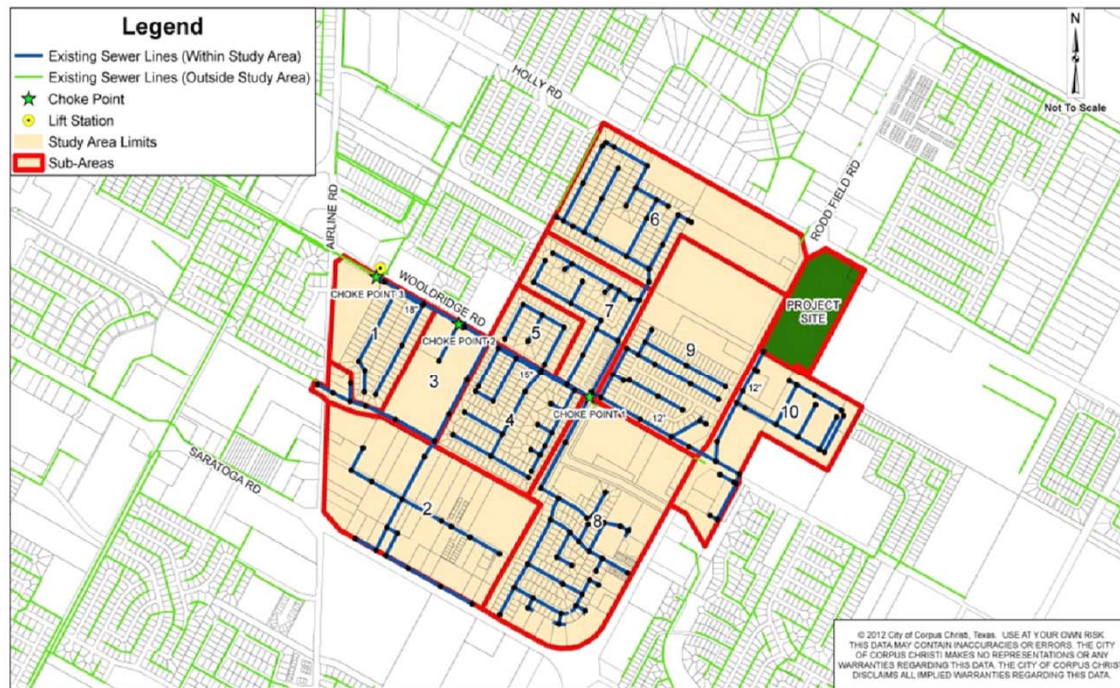 Legend
Existing Sewer Lines (Within Study Area)
Existing Sewer Lines (Outside Study Area)
Choke Point
Lift Station
Study Area Limits
Sub-Areas
N
Not To Scale
HOLLY RD
RODD FIELD RD
AIRLINE RD
WOOLDRIDGE RD
SARATOGA RD
PROJECT
SITE
CHOKE POINT 3
CHOKE POINT 2
CHOKE POINT 1
18"
15"
12"
12"
1
2
3
4
5
6
7
8
9
10
© 2012 City of Corpus Christi, Texas. USE AT YOUR OWN RISK.
THIS DATA MAY CONTAIN INACCURACIES OR ERRORS. THE CITY
OF CORPUS CHRISTI MAKES NO REPRESENTATIONS OR ANY
WARRANTIES REGARDING THIS DATA. THE CITY OF CORPUS CHRIST
DISCLAIMS ALL IMPLIED WARRANTIES REGARDING THIS DATA.